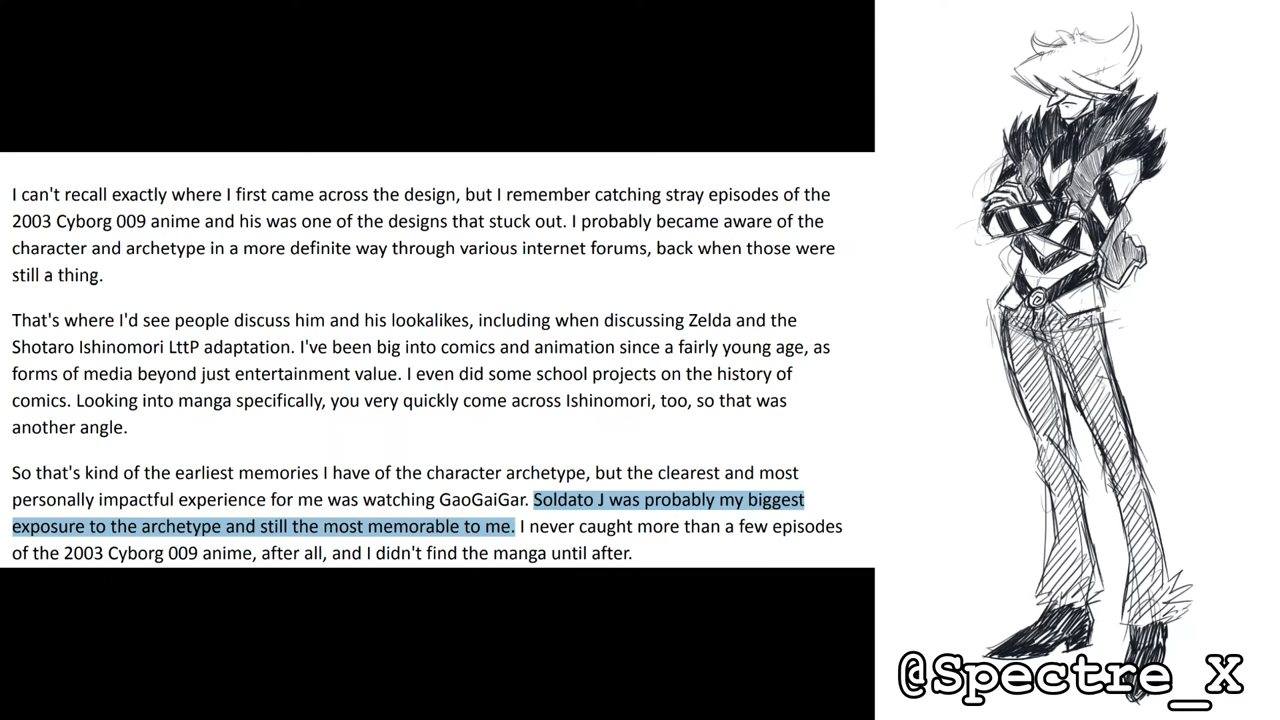 I can't recall exactly where I first came across the design, but I remember catching stray episodes of the
2003 Cyborg 009 anime and his was one of the designs that stuck out. I probably became aware of the
character and archetype in a more definite way through various internet forums, back when those were
still a thing.
That's where I'd see people discuss him and his lookalikes, including when discussing Zelda and the
Shotaro Ishinomori LttP adaptation. I've been big into comics and animation since a fairly young age, as
forms of media beyond just entertainment value. I even did some school projects on the history of
comics. Looking into manga specifically, you very quickly come across Ishinomori, too, so that was
another angle.
So that's kind of the earliest memories I have of the character archetype, but the clearest and most
personally impactful experience for me was watching GaoGaiGar. Soldato J was probably my biggest
exposure to the archetype and still the most memorable to me. I never caught more than a few episodes
of the 2003 Cyborg 009 anime, after all, and I didn't find the manga until after.
@Spectre_X